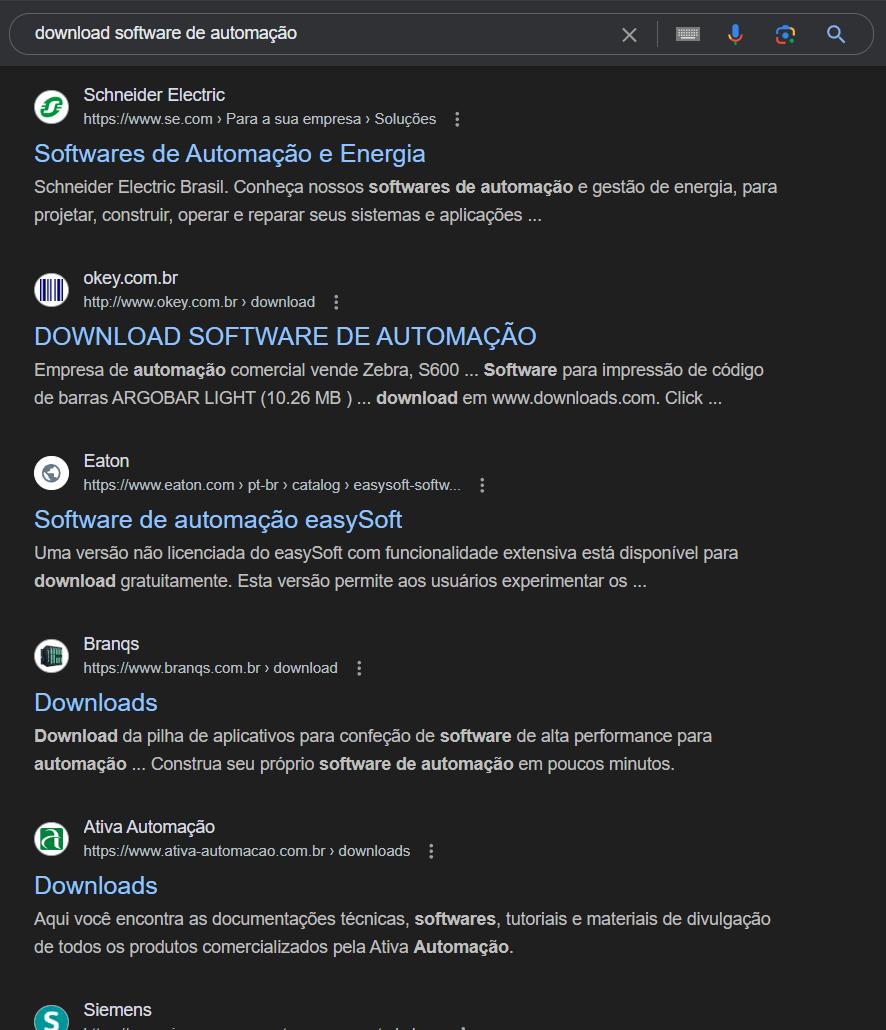 download software de automação
Schneider Electric
https://www.se.com › Para a sua empresa › Soluções
Softwares de Automação e Energia
Schneider Electric Brasil. Conheça nossos softwares de automação e gestão de energia, para
projetar, construir, operar e reparar seus sistemas e aplicações ...
okey.com.br
http://www.okey.com.br › download
DOWNLOAD SOFTWARE DE AUTOMAÇÃO
Empresa de automação comercial vende Zebra, S600 ... Software para impressão de código
de barras ARGOBAR LIGHT (10.26 MB ) ... download em www.downloads.com. Click ...
Eaton
https://www.eaton.com › pt-br › catalog › easysoft-softw...
Software de automação easySoft
Uma versão não licenciada do easySoft com funcionalidade extensiva está disponível para
download gratuitamente. Esta versão permite aos usuários experimentar os ...
Branqs
https://www.branqs.com.br › download
Downloads
Download da pilha de aplicativos para confeção de software de alta performance para
automação ... Construa seu próprio software de automação em poucos minutos.
Ativa Automação
https://www.ativa-automacao.com.br › downloads
Downloads
Aqui você encontra as documentações técnicas, softwares, tutoriais e materiais de divulgação
de todos os produtos comercializados pela Ativa Automação.
Siemens